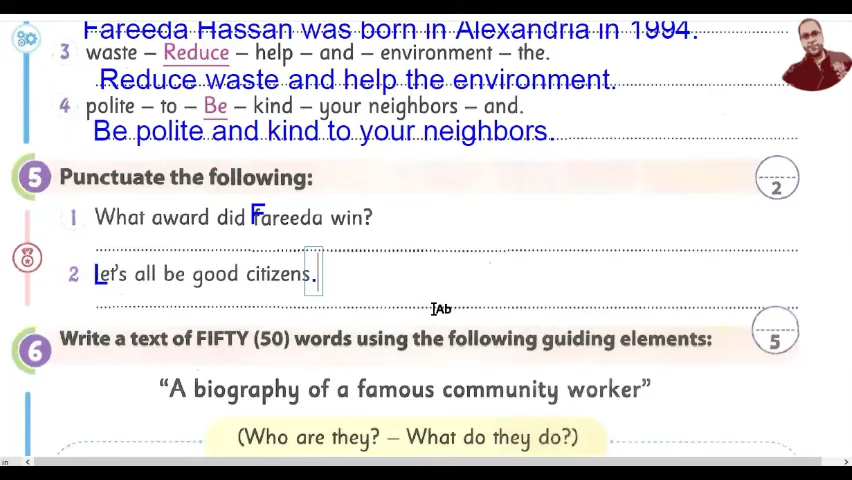 Fareeda Hassan was born in Alexandria in 1994.
3 waste – Reduce – help – and – environment – the.
Reduce waste and help the environment.
4 polite – to – Be – kind – your neighbors – and.
Be polite and kind to your neighbors.
5 Punctuate the following:
2
1 What award did Fareeda win?
2 Let's all be good citizens.
Ab
6 Write a text of FIFTY (50) words using the following guiding elements:
5
“A biography of a famous community worker”
(Who are they? – What do they do?)
in